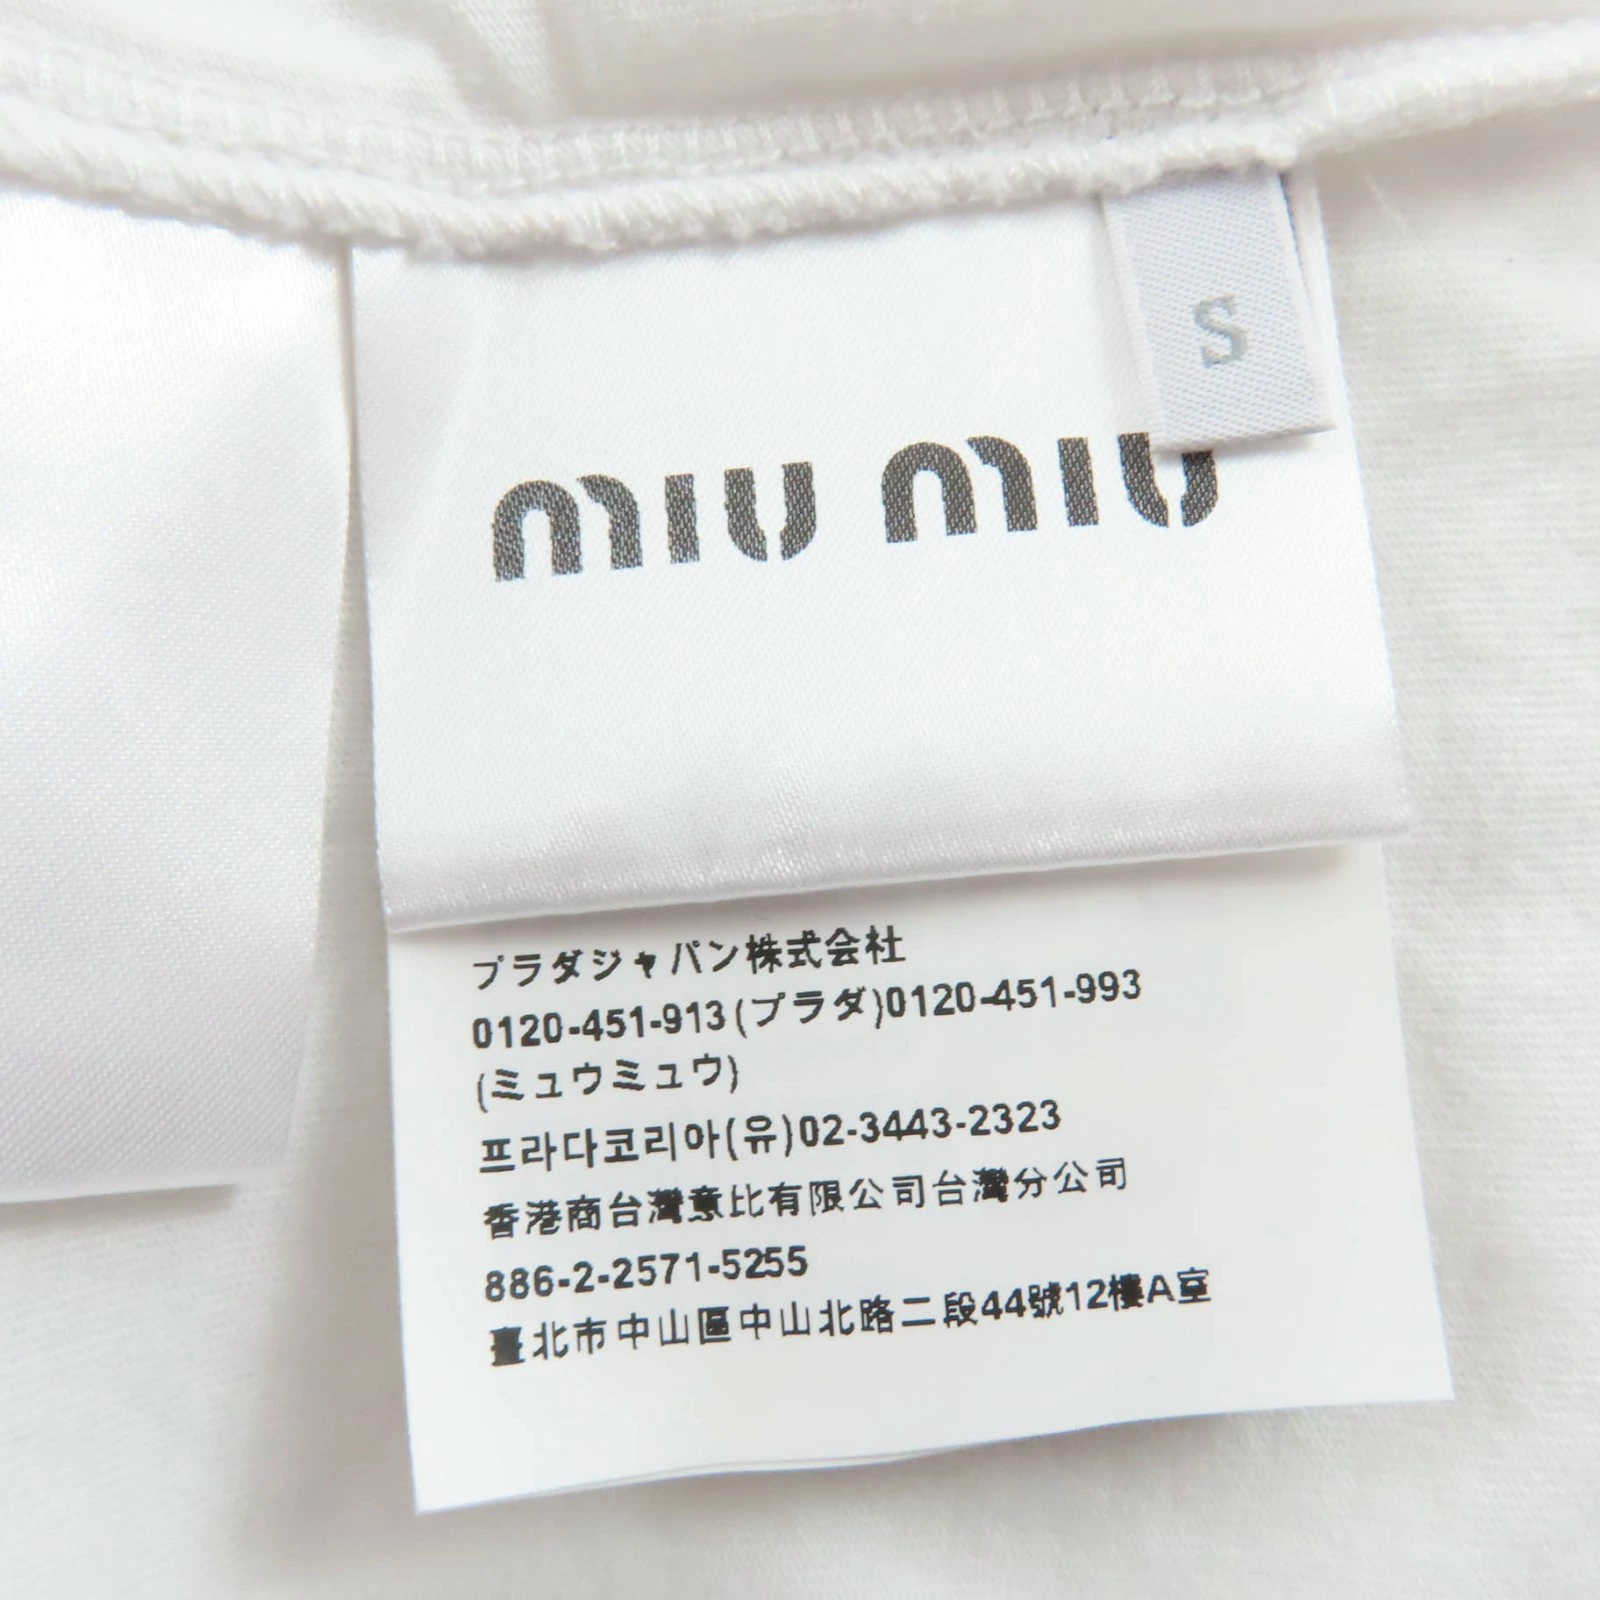 S
miu miu
プラダジャパン株式会社
0120-451-913(プラダ)0120-451-993
(ミュウミュウ)
프라다코리아(유)02-3443-2323
香港商台灣意比有限公司台灣分公司
886-2-2571-5255
臺北市中山區中山北路二段44號12樓A室